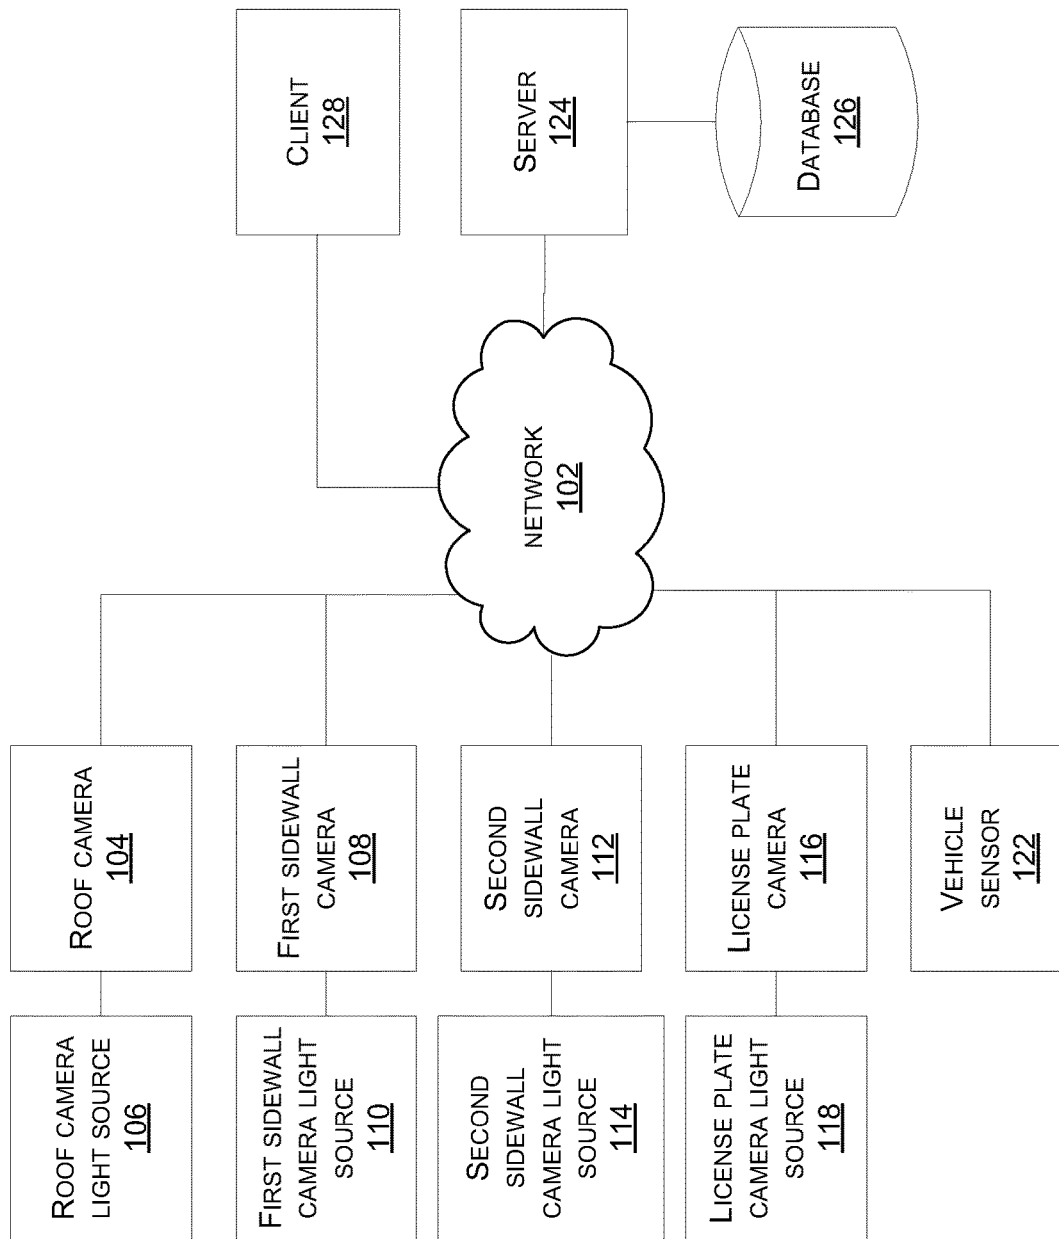 Roof camera
light source
106
Roof camera
104
First sidewall
camera light
source
110
First sidewall
camera
108
Client
128
Second
sidewall
camera light
source
114
Second
sidewall
camera
112
network
102
Server
124
License plate
camera light
source
118
License plate
camera
116
Database
126
Vehicle
sensor
122